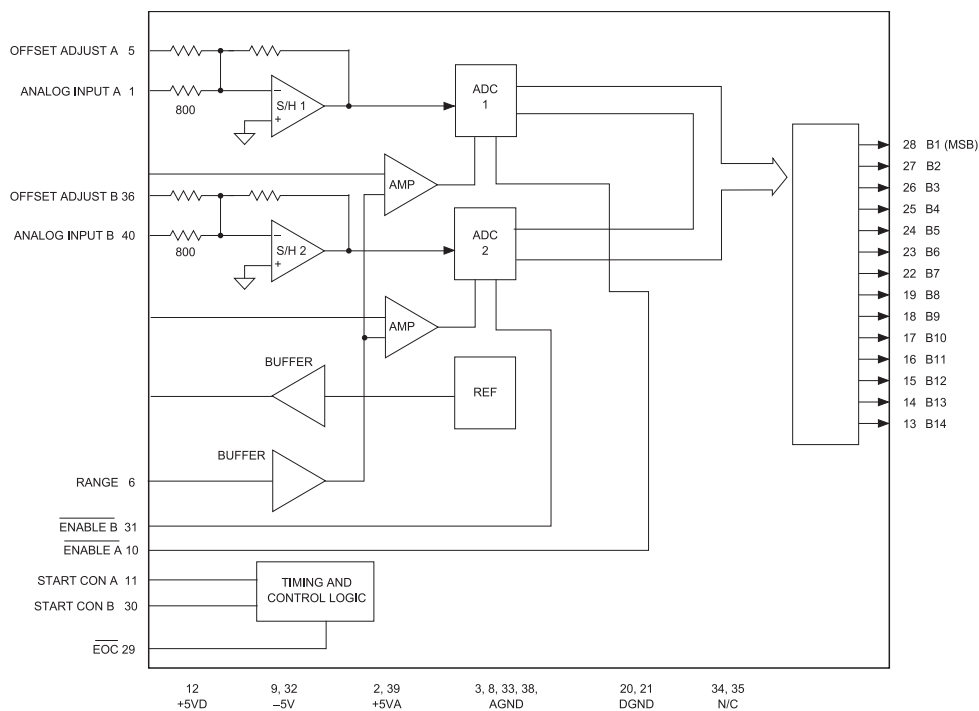 OFFSET ADJUST A 5
ANALOG INPUT A 1
800
S/H 1
ADC
1
28 B1 (MSB)
27 B2
26 B3
25 B4
24 B5
23 B6
22 B7
19 B8
18 B9
17 B10
16 B11
15 B12
14 B13
13 B14
AMP
OFFSET ADJUST B 36
ANALOG INPUT B 40
800
S/H 2
ADC
2
AMP
BUFFER
REF
BUFFER
RANGE 6
ENABLE B 31
ENABLE A 10
START CON A 11
START CON B 30
TIMING AND
CONTROL LOGIC
EOC 29
12
+5VD
9, 32
–5V
2, 39
+5VA
3, 8, 33, 38,
AGND
20, 21
DGND
34, 35
N/C